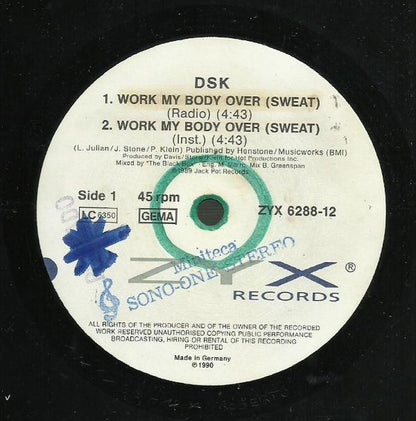 DSK
1. WORK MY BODY OVER (SWEAT)
(Radio) (4:43)
2. WORK MY BODY OVER (SWEAT)
(Inst.) (4:43)
(L. Julian/J. Stone/P. Klein) Published by Honstone/Musicworks (BMI)
Produced by Davis/Stone/Klein for Hot Productions Inc.
Mixed by "The Black Box" Eng. M. Morro, Mix B. Greenspan
℗1989 Jack Pot Records
Side 1 45 rpm
LC 6350 GEMA ZYX 6288-12
Miniteca
SONO-ONE STEREO
ZYX ®
RECORDS
ALL RIGHTS OF THE PRODUCER AND OF THE OWNER OF THE RECORDED
WORK RESERVED UNAUTHORISED COPYING PUBLIC PERFORMANCE
BROADCASTING, HIRING OR RENTAL OF THIS RECORDING
PROHIBITED
Made in Germany
℗ 1990